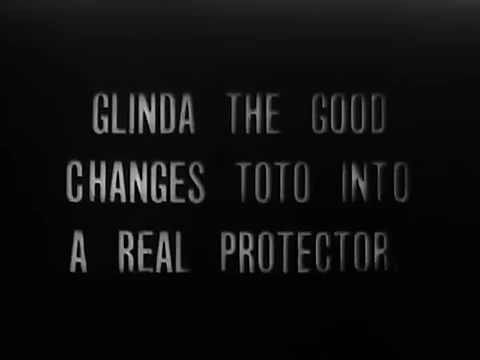 GLINDA THE GOOD
CHANGES TOTO INTO
A REAL PROTECTOR.